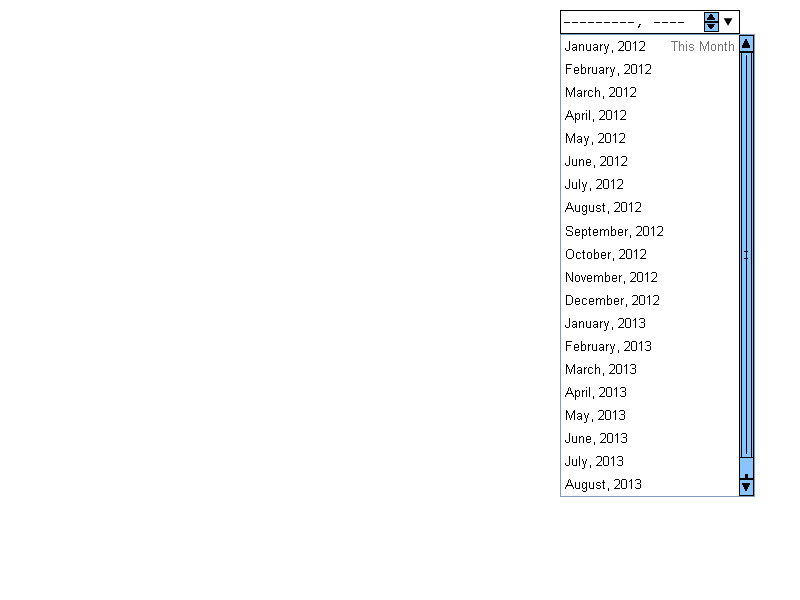 ---------, ----
January, 2012 This Month
February, 2012
March, 2012
April, 2012
May, 2012
June, 2012
July, 2012
August, 2012
September, 2012
October, 2012
November, 2012
December, 2012
January, 2013
February, 2013
March, 2013
April, 2013
May, 2013
June, 2013
July, 2013
August, 2013